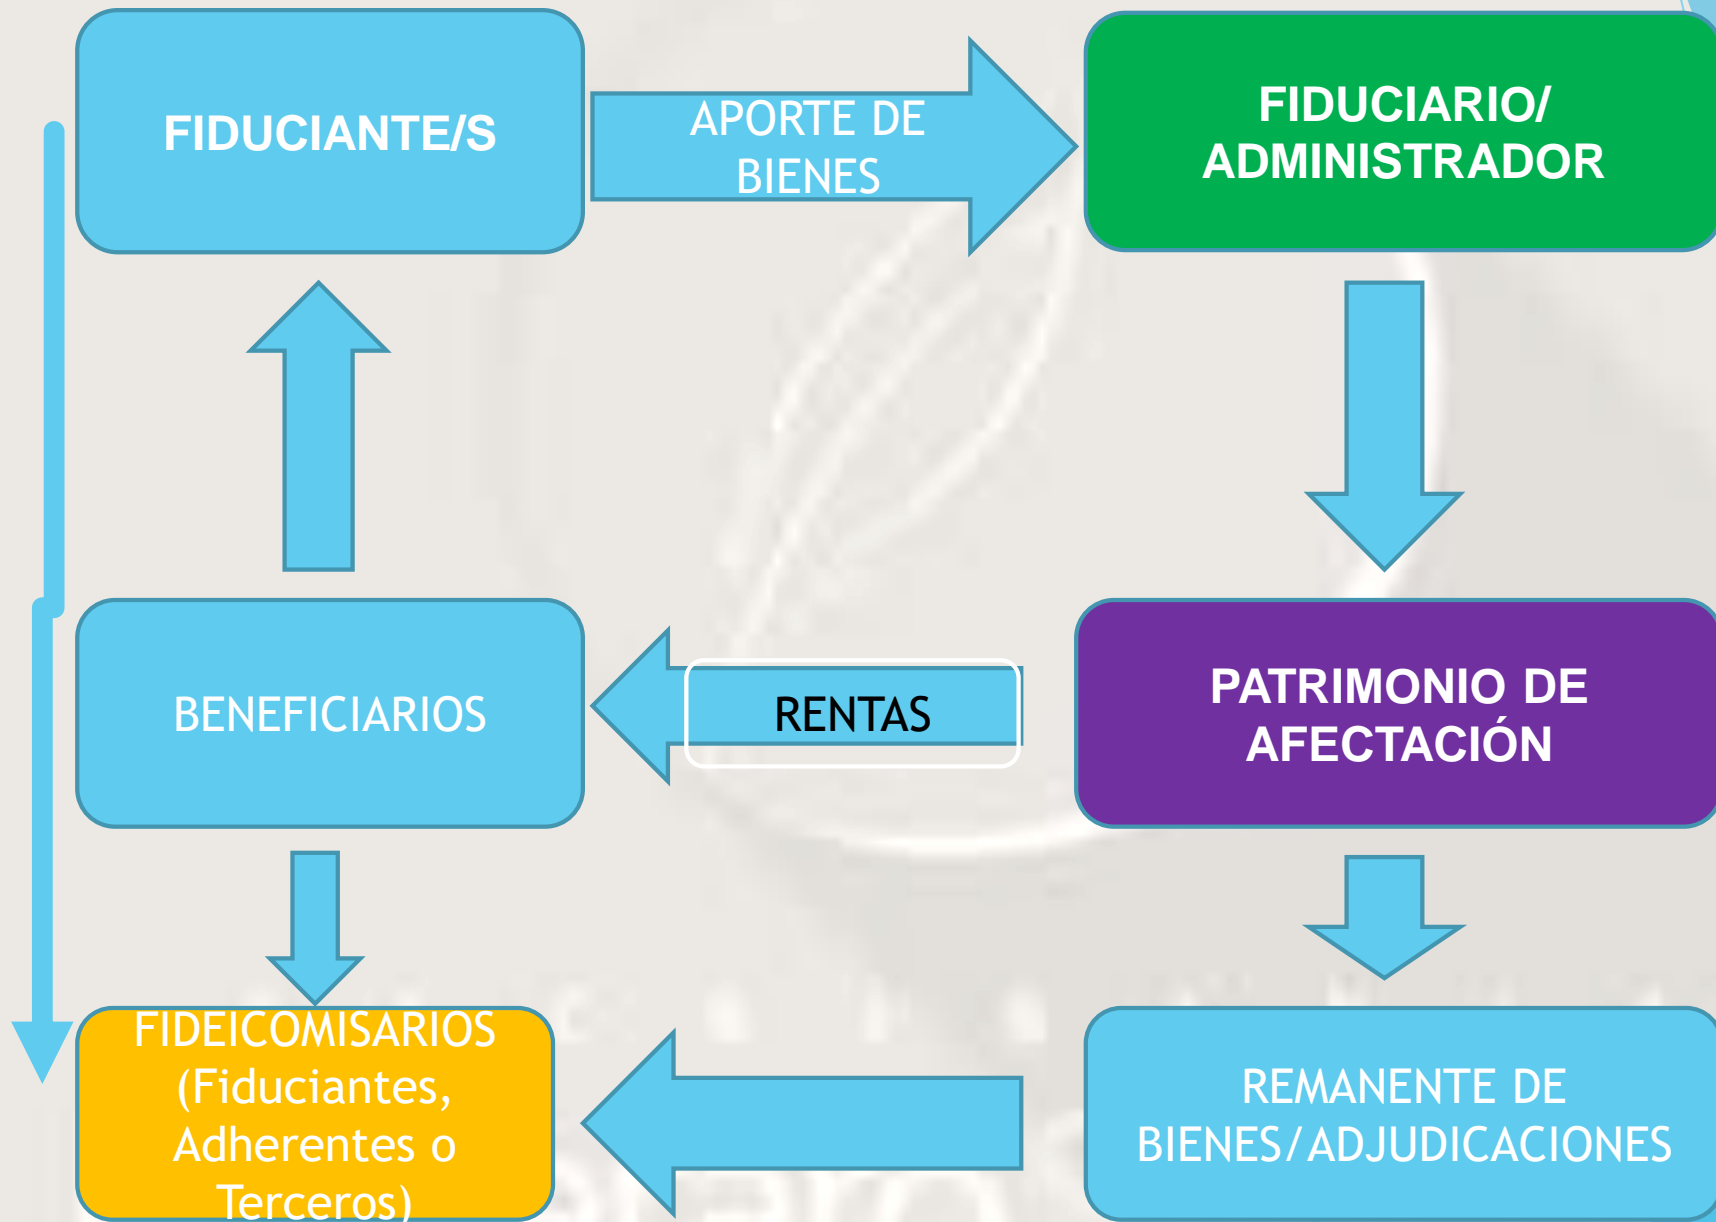 FIDUCIANTE/S
APORTE DE
BIENES
FIDUCIARIO/
ADMINISTRADOR
BENEFICIARIOS
RENTAS
PATRIMONIO DE
AFECTACIÓN
FIDEICOMISARIOS
(Fiduciantes,
Adherentes o
Terceros)
REMANENTE DE
BIENES/ADJUDICACIONES